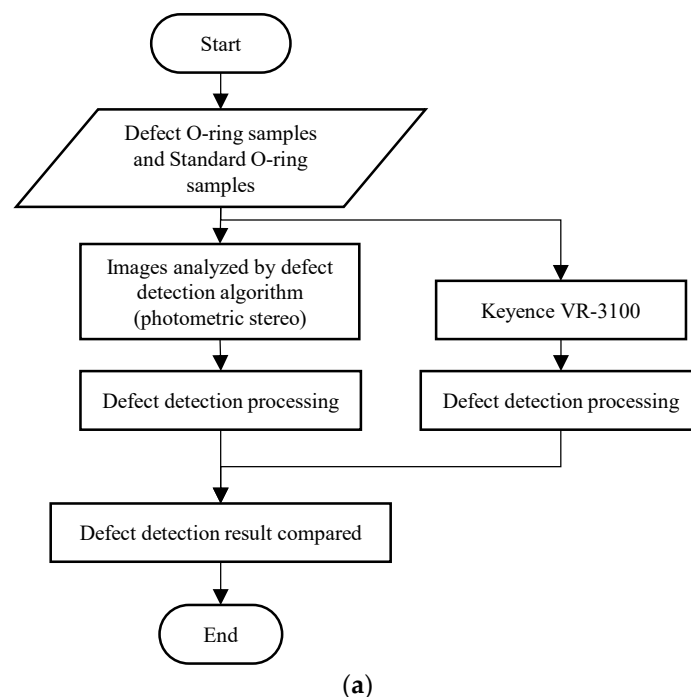 Start
Defect O-ring samples
and Standard O-ring
samples
Images analyzed by defect
detection algorithm
(photometric stereo)
Keyence VR-3100
Defect detection processing
Defect detection processing
Defect detection result compared
End
(a)